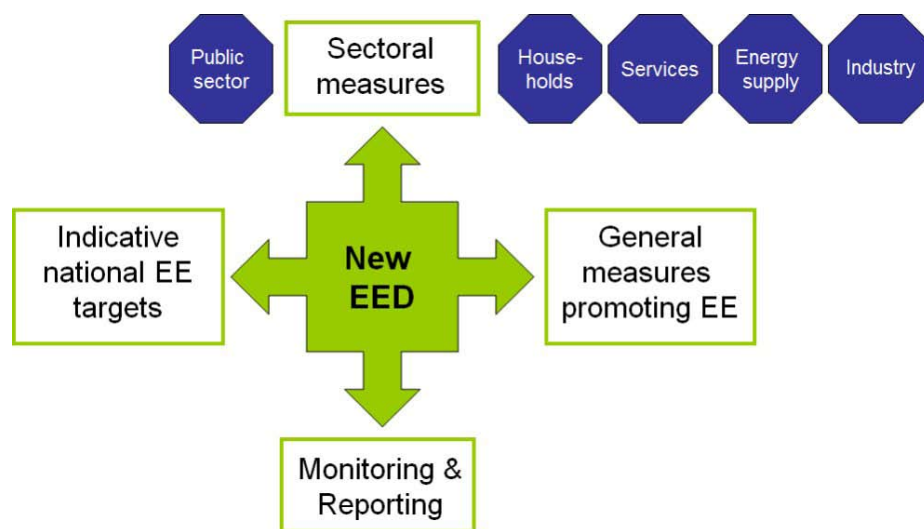 Public
sector
Sectoral
measures
House-
holds
Services
Energy
supply
Industry
Indicative
national EE
targets
New
EED
General
measures
promoting EE
Monitoring &
Reporting